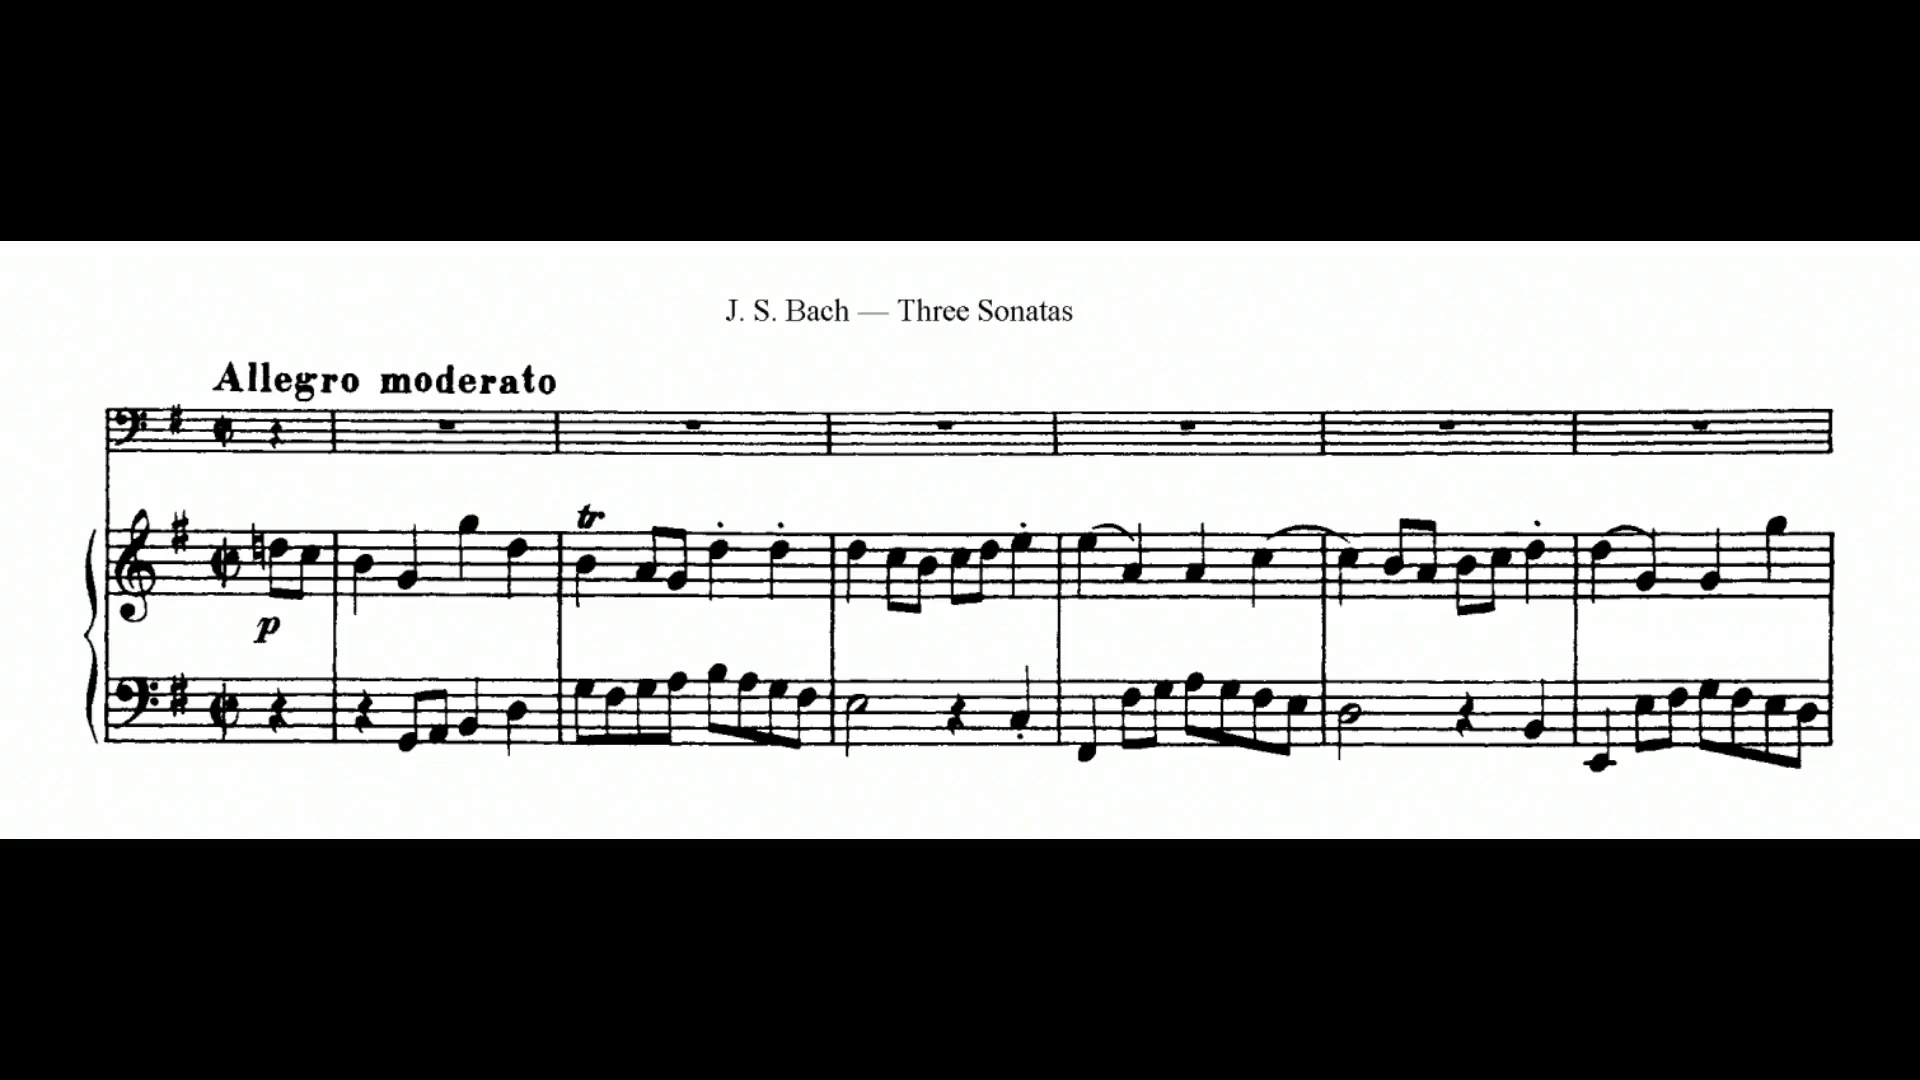 J. S. Bach — Three Sonatas
Allegro moderato
tr
p